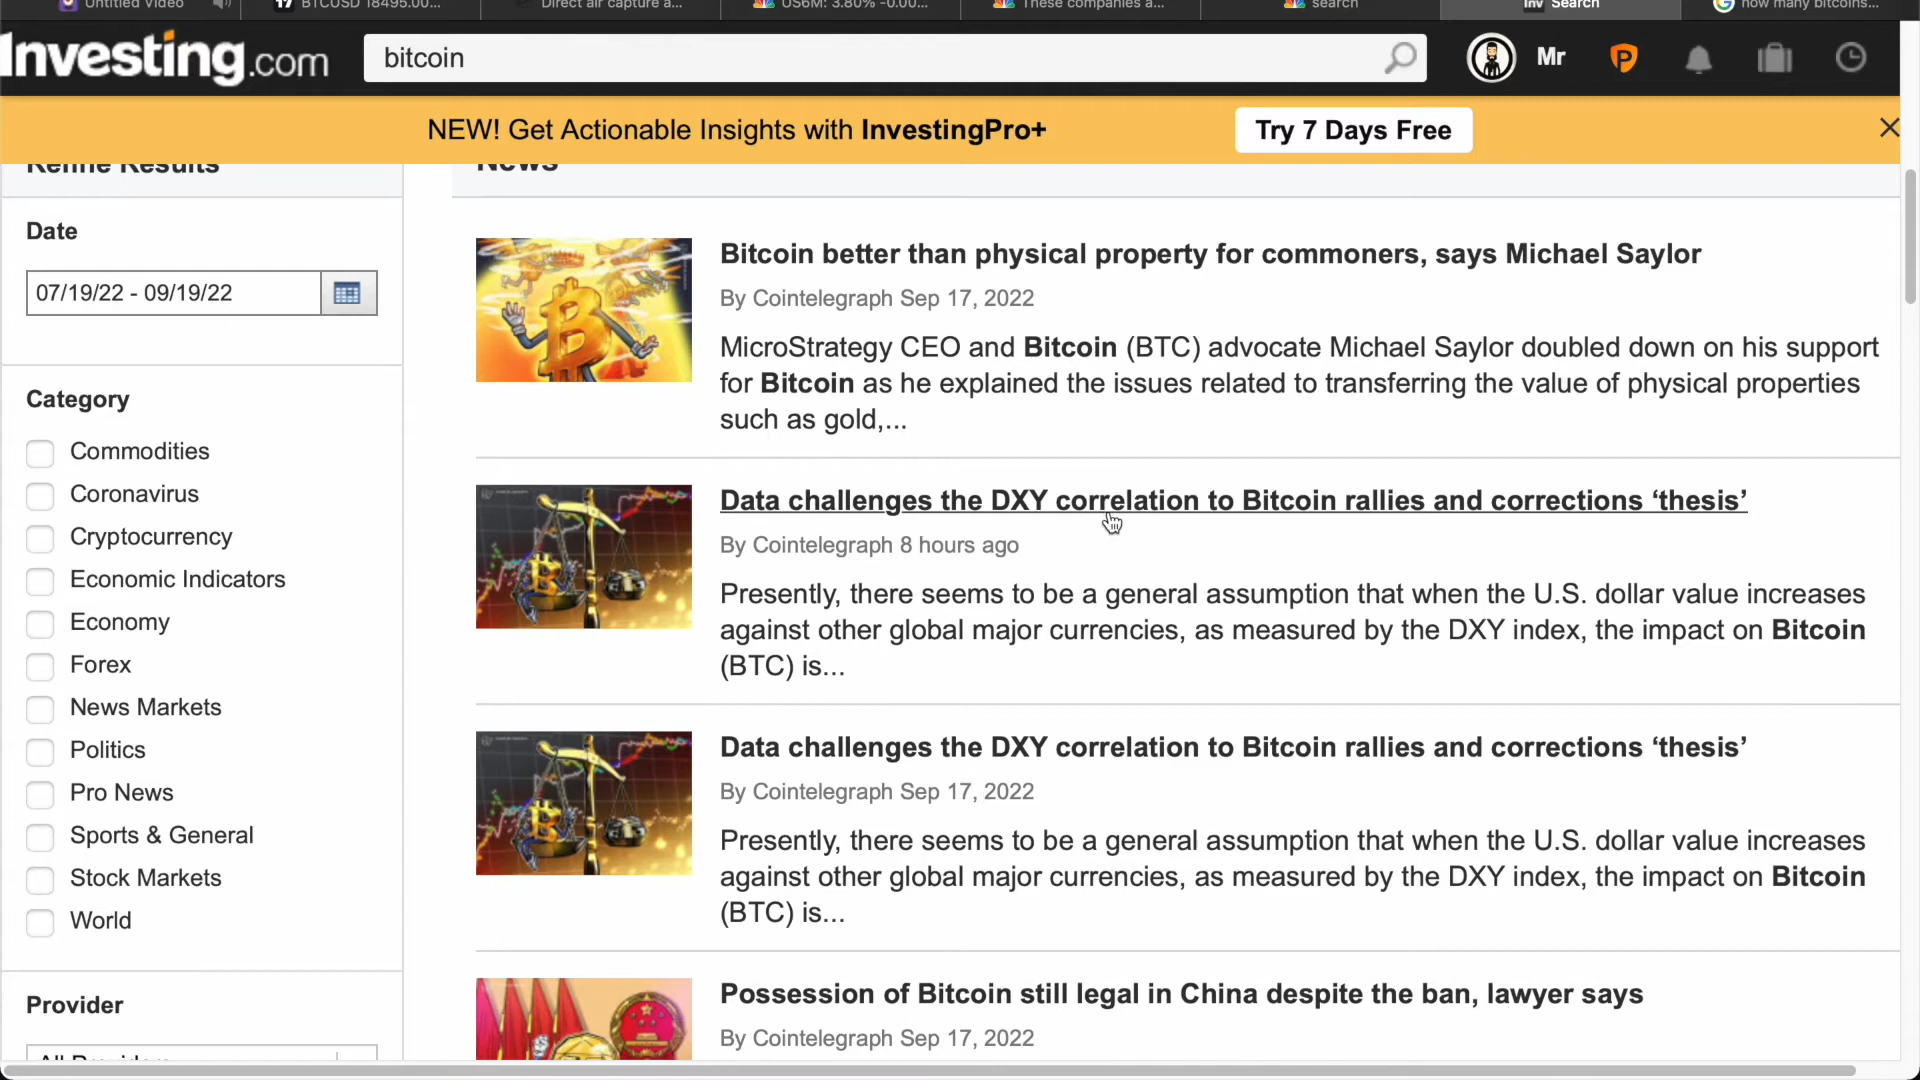 Untitled Video
BTCUSD 18495.00...
Direct air capture a...
US6M: 3.80% -0.00...
These companies a...
search
Inv Search
how many bitcoins...
Investing.com
bitcoin
Mr
NEW! Get Actionable Insights with InvestingPro+
Try 7 Days Free
Refine Results
Date
07/19/22 - 09/19/22
Category
Commodities
Coronavirus
Cryptocurrency
Economic Indicators
Economy
Forex
News Markets
Politics
Pro News
Sports & General
Stock Markets
World
Provider
All Providers
News
Bitcoin better than physical property for commoners, says Michael Saylor
By Cointelegraph Sep 17, 2022
MicroStrategy CEO and Bitcoin (BTC) advocate Michael Saylor doubled down on his support
for Bitcoin as he explained the issues related to transferring the value of physical properties
such as gold,...
Data challenges the DXY correlation to Bitcoin rallies and corrections ‘thesis’
By Cointelegraph 8 hours ago
Presently, there seems to be a general assumption that when the U.S. dollar value increases
against other global major currencies, as measured by the DXY index, the impact on Bitcoin
(BTC) is...
Data challenges the DXY correlation to Bitcoin rallies and corrections ‘thesis’
By Cointelegraph Sep 17, 2022
Presently, there seems to be a general assumption that when the U.S. dollar value increases
against other global major currencies, as measured by the DXY index, the impact on Bitcoin
(BTC) is...
Possession of Bitcoin still legal in China despite the ban, lawyer says
By Cointelegraph Sep 17, 2022